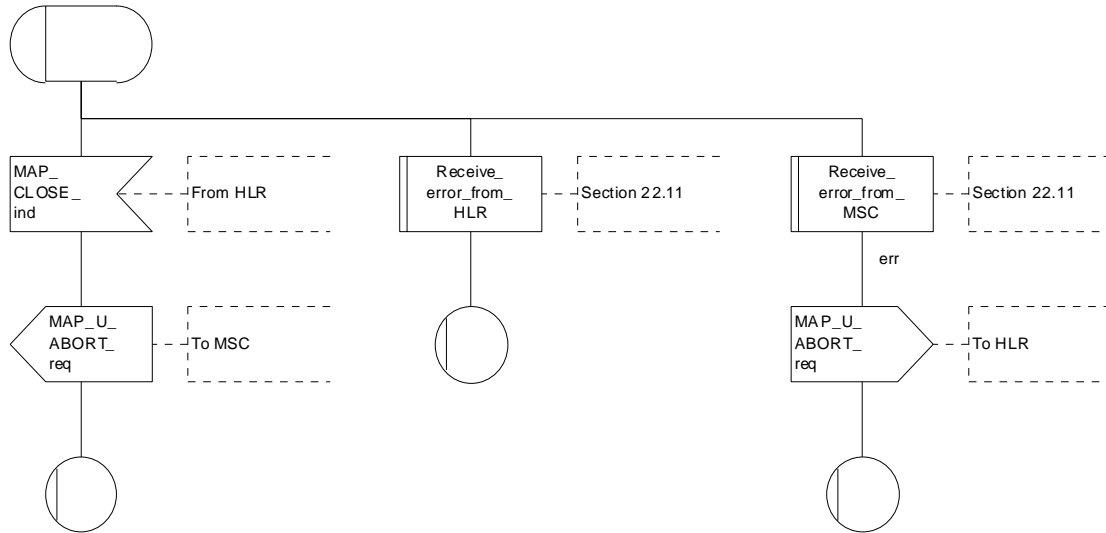 MAP_
CLOSE_
ind
From HLR
Receive_
error_from_
HLR
Section 22.11
Receive_
error_from_
MSC
Section 22.11
err
MAP_U_
ABORT_
req
To MSC
MAP_U_
ABORT_
req
To HLR